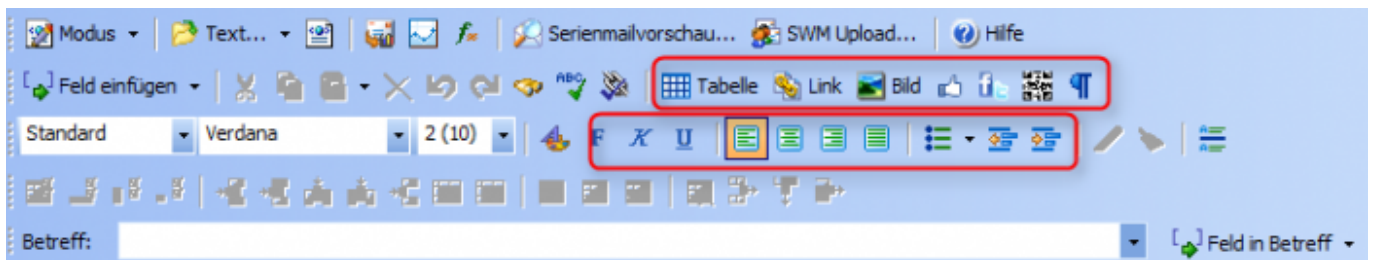 Modus Text... f* Serienmailvorschau... SWM Upload... Hilfe
Feld einfügen ABC Tabelle Link Bild ¶
Standard Verdana 2 (10) F K U
Betreff: Feld in Betreff